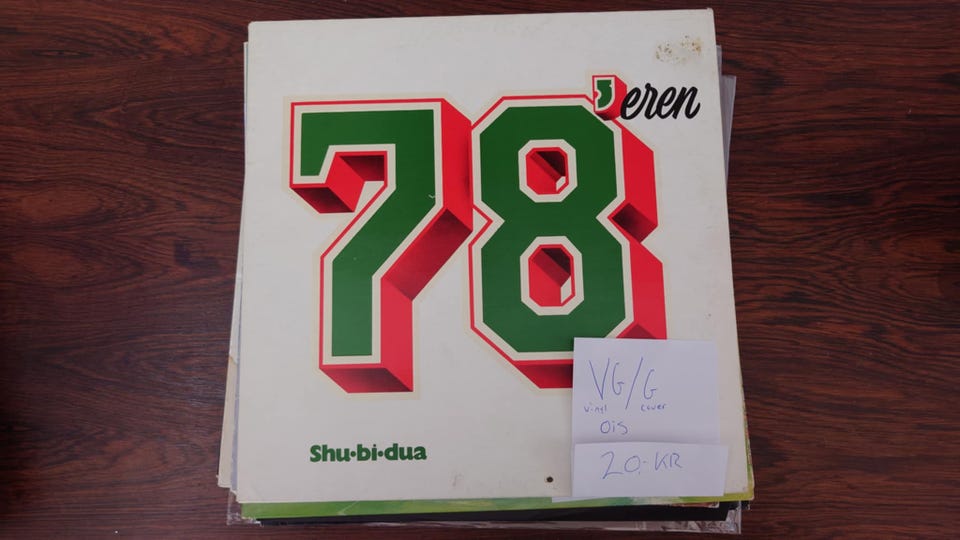 78'eren
Shu·bi·dua
VG/G
vinyl cover
OiS
20,-KR